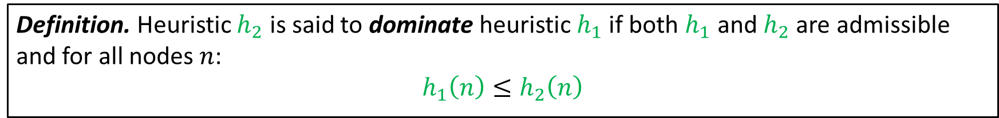 Definition. Heuristic h₂ is said to dominate heuristic h₁ if both h₁ and h₂ are admissible
and for all nodes n:
h₁(n) ≤ h₂(n)